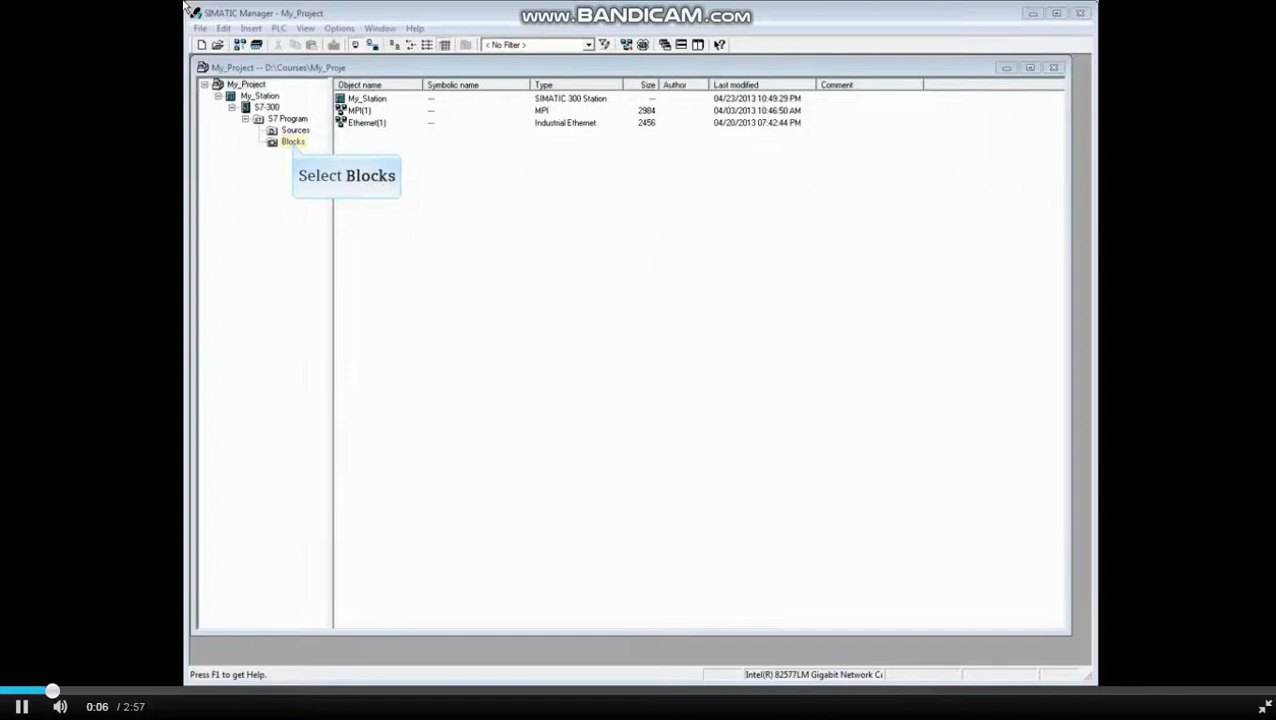 SIMATIC Manager - My_Project
www.BANDICAM.com
File Edit Insert PLC View Options Window Help
< No Filter >
My_Project -- D:\Courses\My_Proje
My_Project
My_Station
S7-300
S7 Program
Sources
Blocks
Select Blocks
Object name Symbolic name Type Size Author Last modified Comment
My_Station --- SIMATIC 300 Station --- 04/23/2013 10:49:29 PM
MPI(1) --- MPI 2984 04/03/2013 10:46:50 AM
Ethernet(1) --- Industrial Ethernet 2456 04/20/2013 07:42:44 PM
Press F1 to get Help.
Intel(R) 82577LM Gigabit Network Cc
0:06 / 2:57